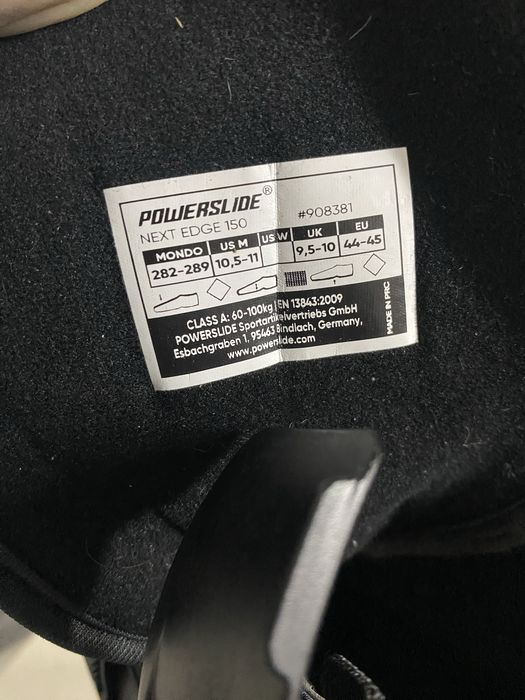 POWERSLIDE®
NEXT EDGE 150 #908381
MONDO US M US W UK EU
282-289 10,5-11 9,5-10 44-45
CLASS A: 60-100kg | EN 13843:2009
POWERSLIDE Sportartikelvertriebs GmbH
Esbachgraben 1, 95463 Bindlach, Germany,
www.powerslide.com
MADE IN PRC